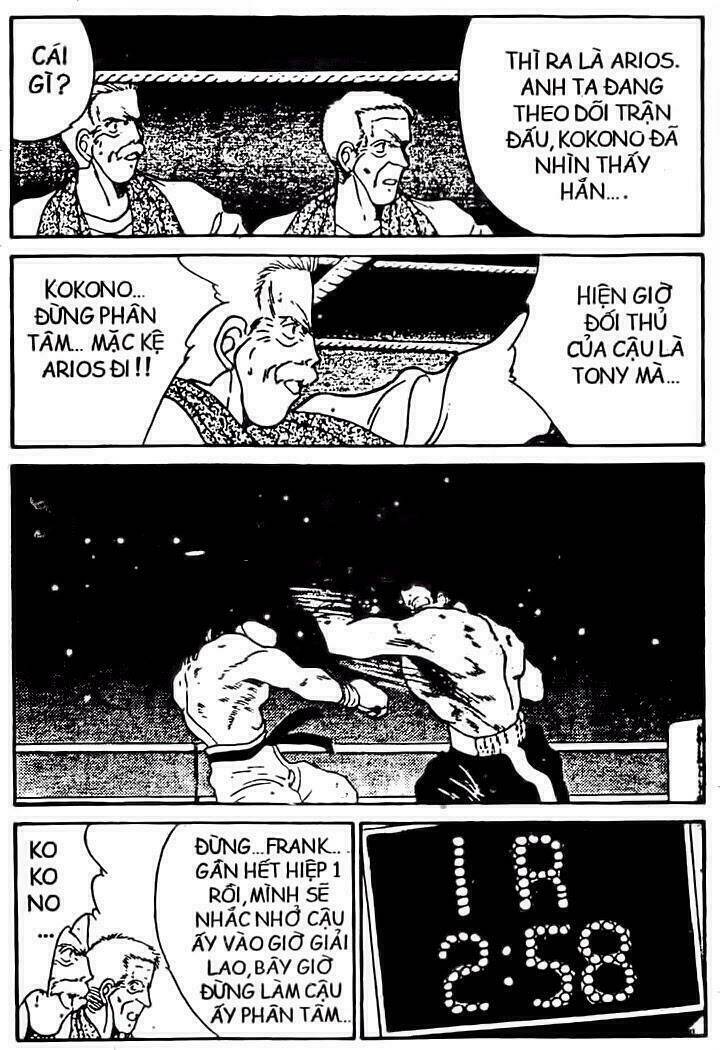 CÁI
GÌ?
THÌ RA LÀ ARIOS.
ANH TA ĐANG
THEO DÕI TRẬN
ĐẤU, KOKONO ĐÃ
NHÌN THẤY
HẮN....
KOKONO...
ĐỪNG PHÂN
TÂM... MẶC KỆ
ARIOS ĐI!!
HIỆN GIỜ
ĐỐI THỦ
CỦA CẬU LÀ
TONY MÀ...
KO
KO
NO
...
ĐỪNG...FRANK...
GẦN HẾT HIỆP 1
RỒI, MÌNH SẼ
NHẮC NHỞ CẬU
ẤY VÀO GIỜ GIẢI
LAO, BÂY GIỜ
ĐỪNG LÀM CẬU
ẤY PHÂN TÂM...
1 R
2:58